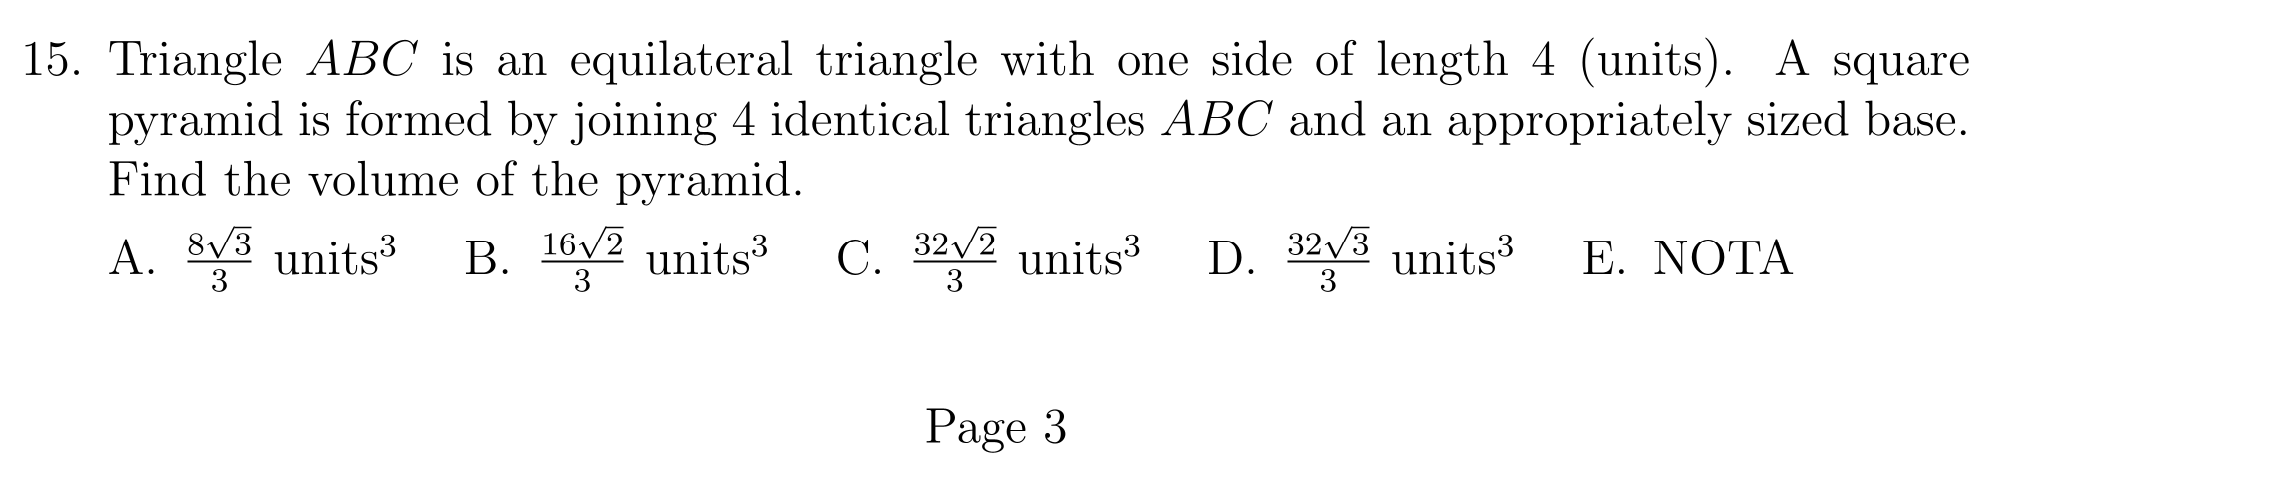 15. Triangle ABC is an equilateral triangle with one side of length 4 (units). A square
pyramid is formed by joining 4 identical triangles ABC and an appropriately sized base.
Find the volume of the pyramid.
A. $\frac{8\sqrt{3}}{3}$ units$^3$ B. $\frac{16\sqrt{2}}{3}$ units$^3$ C. $\frac{32\sqrt{2}}{3}$ units$^3$ D. $\frac{32\sqrt{3}}{3}$ units$^3$ E. NOTA
Page 3